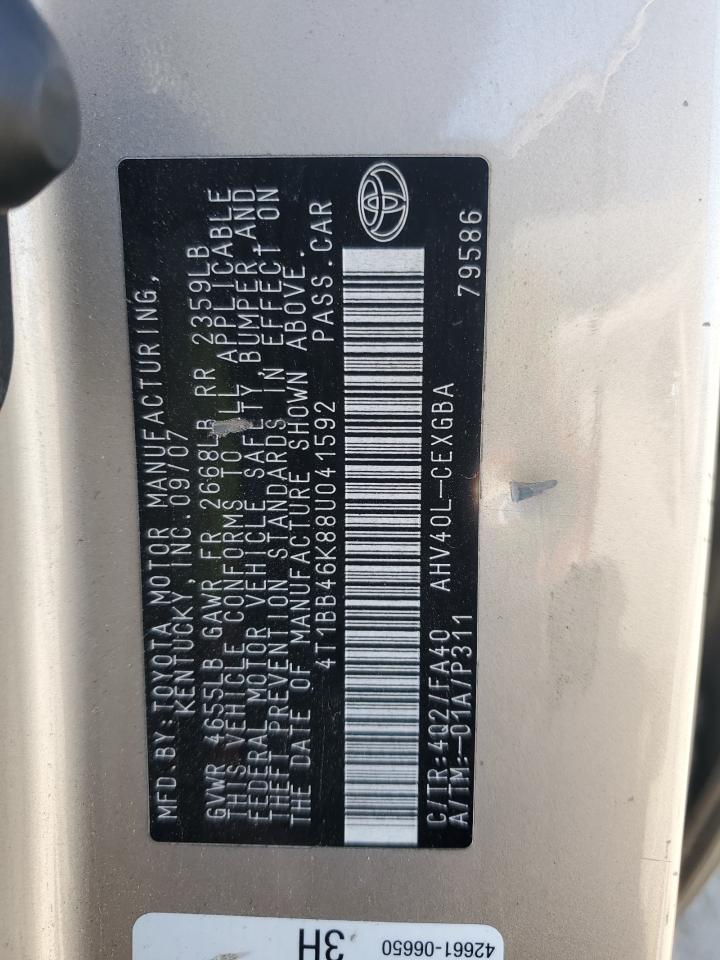 MFD.BY:TOYOTA MOTOR MANUFACTURING,
KENTUCKY,INC.09/07
GVWR 4655LB GAWR FR 2668LB RR 2359LB
THIS VEHICLE CONFORMS TO ALL APPLICABLE
FEDERAL MOTOR VEHICLE SAFETY, BUMPER,AND
THEFT PREVENTION STANDARDS IN EFFECT ON
THE DATE OF MANUFACTURE SHOWN ABOVE.
4T1BB46K88U041592 PASS.CAR
C/TR:4Q2/FA40 AHV40L-CEXGBA 79586
A/TM:-01A/P311
42661-06650
3H